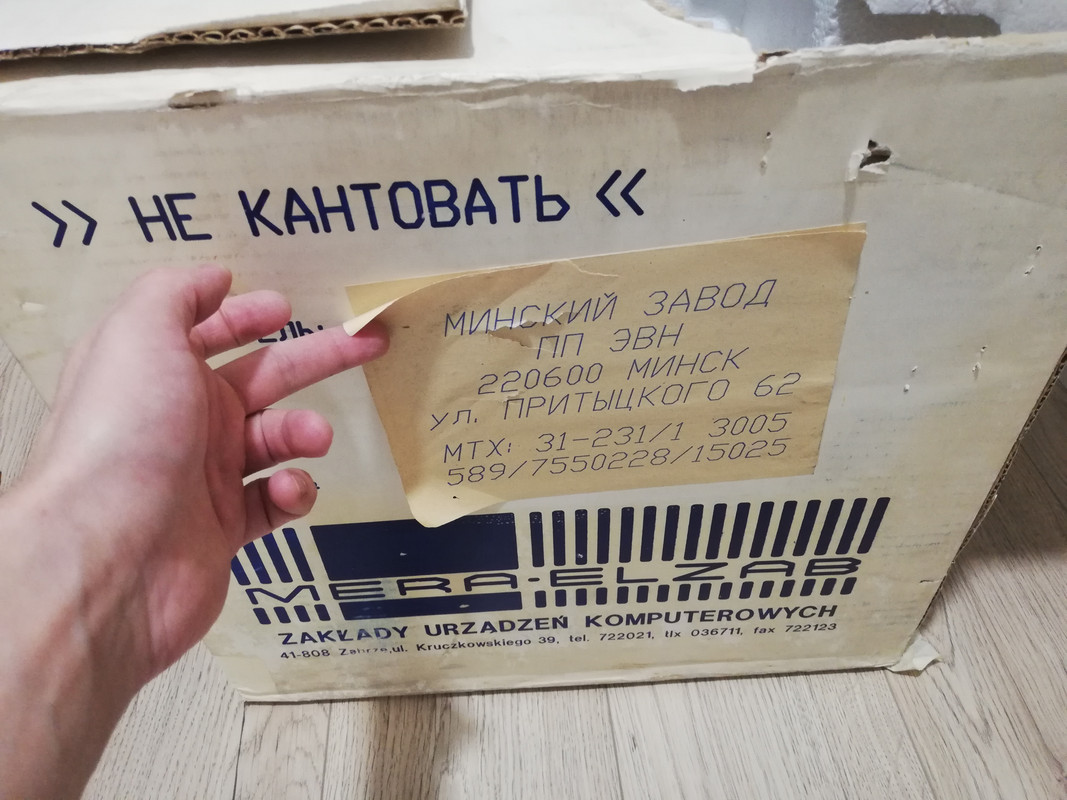 >> НЕ КАНТОВАТЬ <<
МИНСКИЙ ЗАВОД
ПП ЭВН
220600 МИНСК
ул. ПРИТЫЦКОГО 62
МТХ: 31-231/1 3005
589/7550228/15025
MERA-ELZAB
ZAKŁADY URZĄDZEŃ KOMPUTEROWYCH
41-808 Zabrze, ul. Kruczkowskiego 39, tel. 722021, tlx 036711, fax 722123